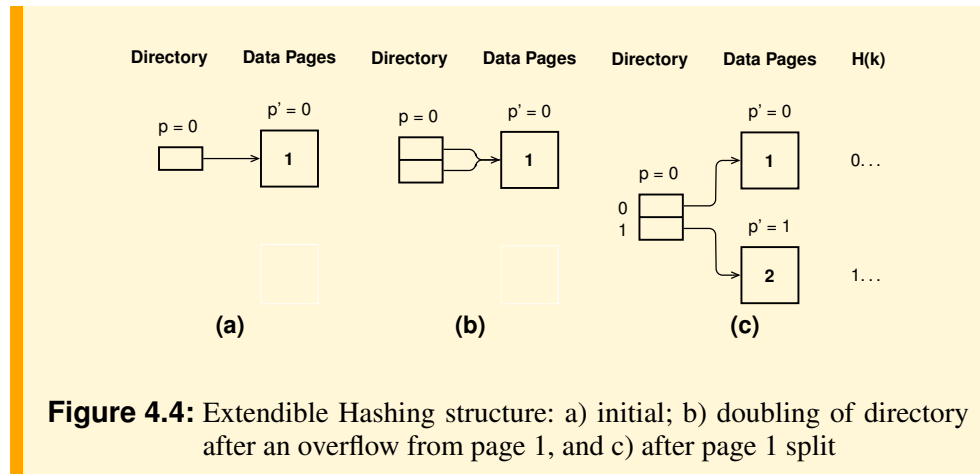 Directory Data Pages Directory Data Pages Directory Data Pages H(k)
p' = 0 p' = 0 p' = 0
p = 0 p = 0
1 1 1 0...
p = 0
0
1 p' = 1
2 1...
(a) (b) (c)
Figure 4.4: Extendible Hashing structure: a) initial; b) doubling of directory
after an overflow from page 1, and c) after page 1 split